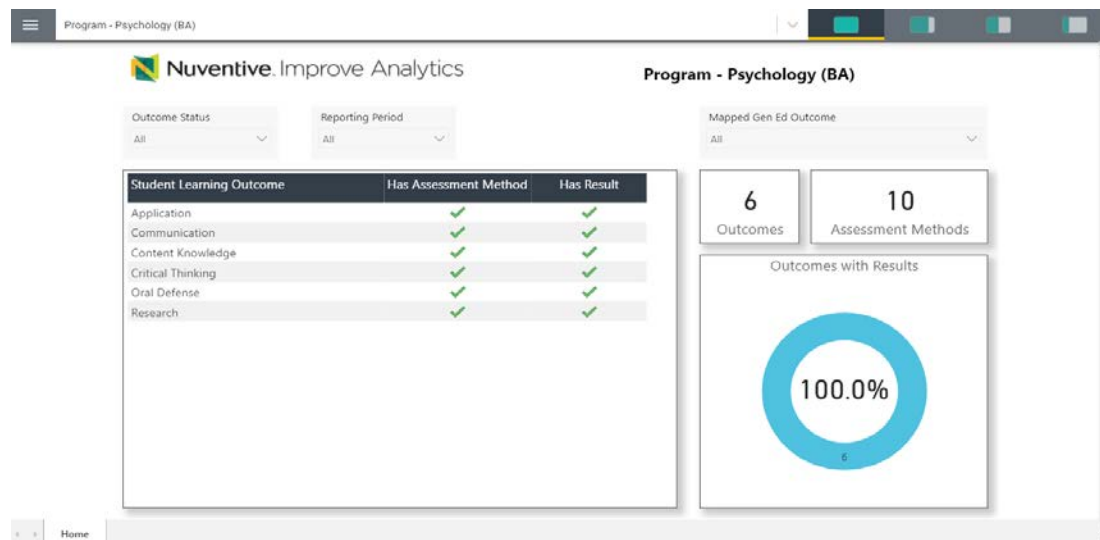 Program - Psychology (BA)
Nuventive. Improve Analytics
Program - Psychology (BA)
Outcome Status
All
Reporting Period
All
Mapped Gen Ed Outcome
All
Student Learning Outcome Has Assessment Method Has Result
Application
Communication
Content Knowledge
Critical Thinking
Oral Defense
Research
6
Outcomes
10
Assessment Methods
Outcomes with Results
100.0%
6
Home